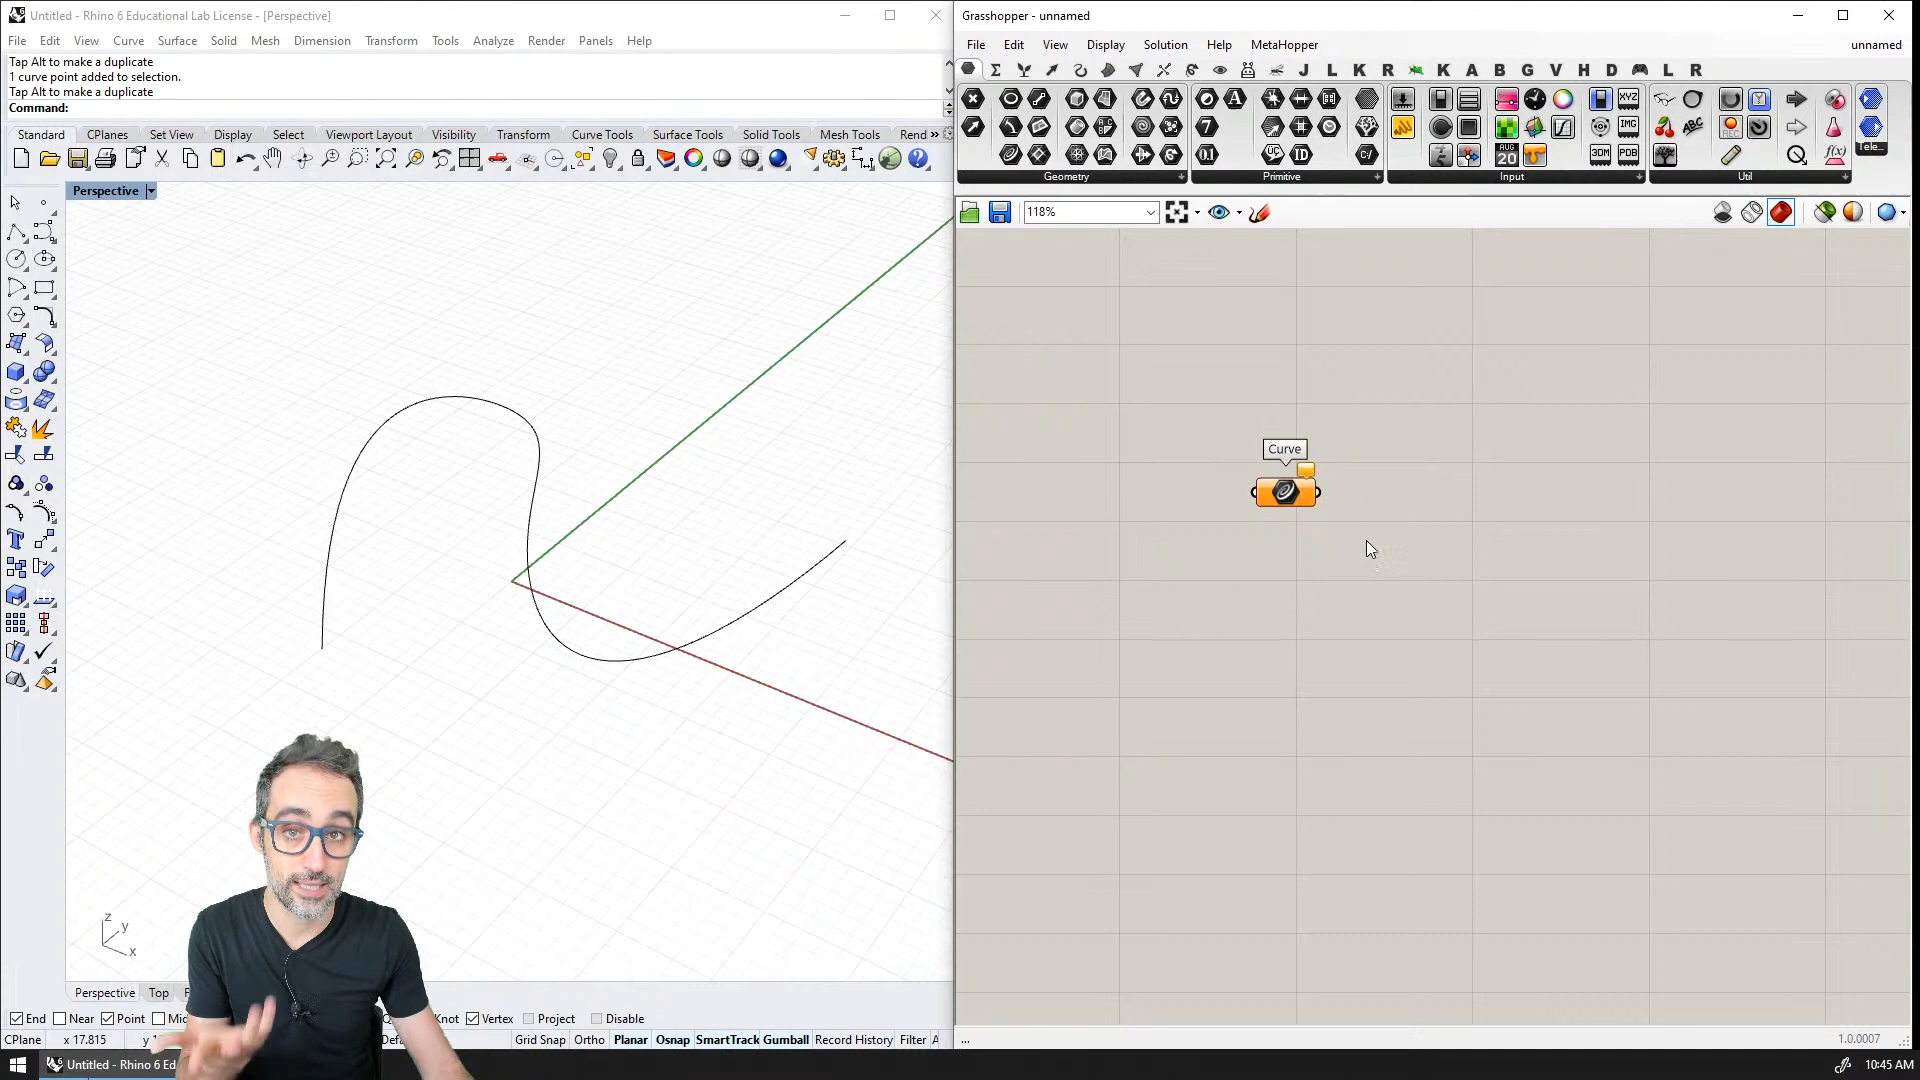 Untitled - Rhino 6 Educational Lab License - [Perspective]
File Edit View Curve Surface Solid Mesh Dimension Transform Tools Analyze Render Panels Help
Tap Alt to make a duplicate
1 curve point added to selection.
Tap Alt to make a duplicate
Command:
Standard CPlanes Set View Display Select Viewport Layout Visibility Transform Curve Tools Surface Tools Solid Tools Mesh Tools Rend »
Perspective
z
y
x
Perspective Top
End Near Point Mi Knot Vertex Project Disable
CPlane x 17.815 y Grid Snap Ortho Planar Osnap SmartTrack Gumball Record History Filter A
Untitled - Rhino 6 Ed
Grasshopper - unnamed
File Edit View Display Solution Help MetaHopper unnamed
J L K R K A B G V H D L R
Geometry Primitive Input Util
Tele...
118%
Curve
... 1.0.0007
10:45 AM